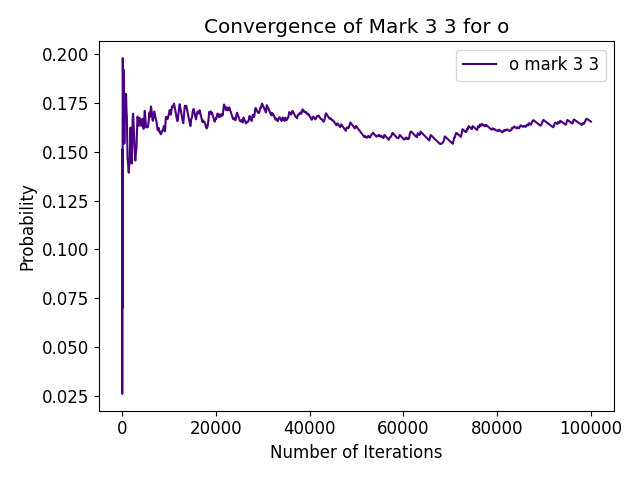 Convergence of Mark 3 3 for o
o mark 3 3
Probability
0.200
0.175
0.150
0.125
0.100
0.075
0.050
0.025
0 20000 40000 60000 80000 100000
Number of Iterations